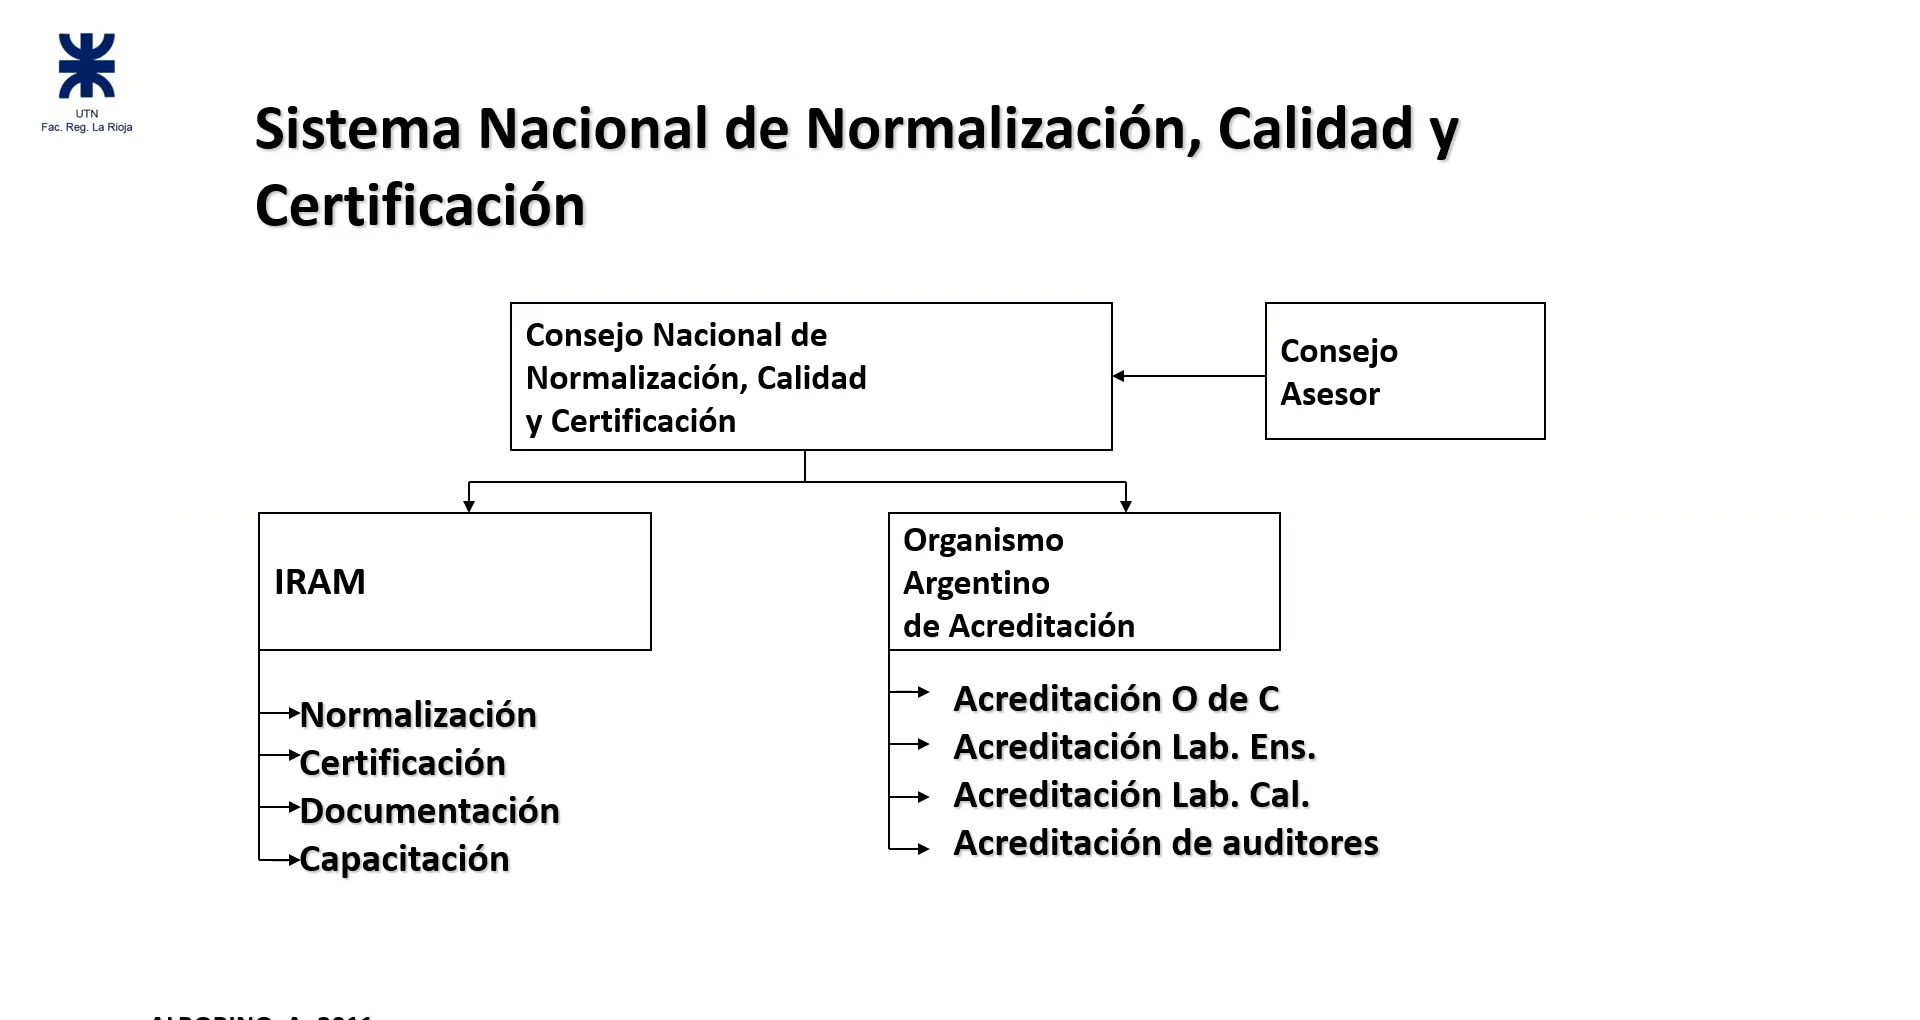 UTN
Fac. Reg. La Rioja
Sistema Nacional de Normalización, Calidad y
Certificación
Consejo Nacional de
Normalización, Calidad
y Certificación
Consejo
Asesor
IRAM
Organismo
Argentino
de Acreditación
Normalización
Certificación
Documentación
Capacitación
Acreditación O de C
Acreditación Lab. Ens.
Acreditación Lab. Cal.
Acreditación de auditores